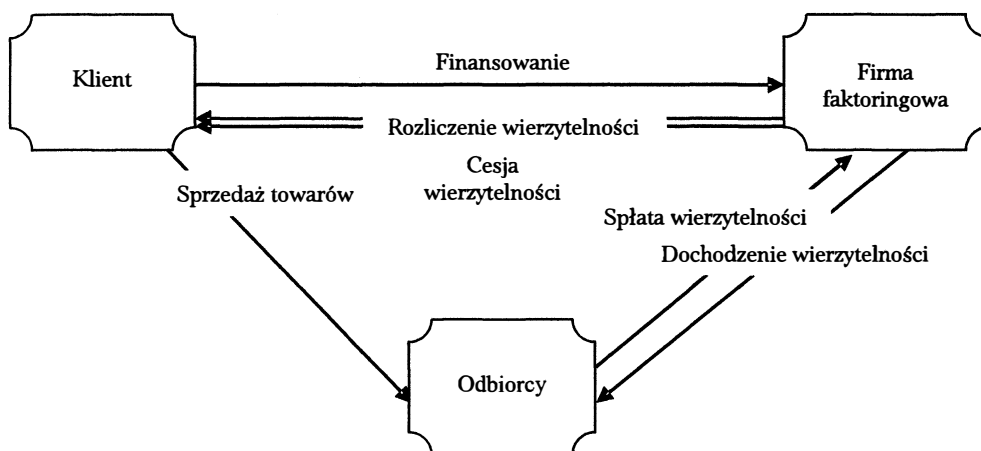 Klient
Finansowanie
Firma
faktoringowa
Rozliczenie wierzytelności
Cesja
wierzytelności
Sprzedaż towarów
Spłata wierzytelności
Dochodzenie wierzytelności
Odbiorcy